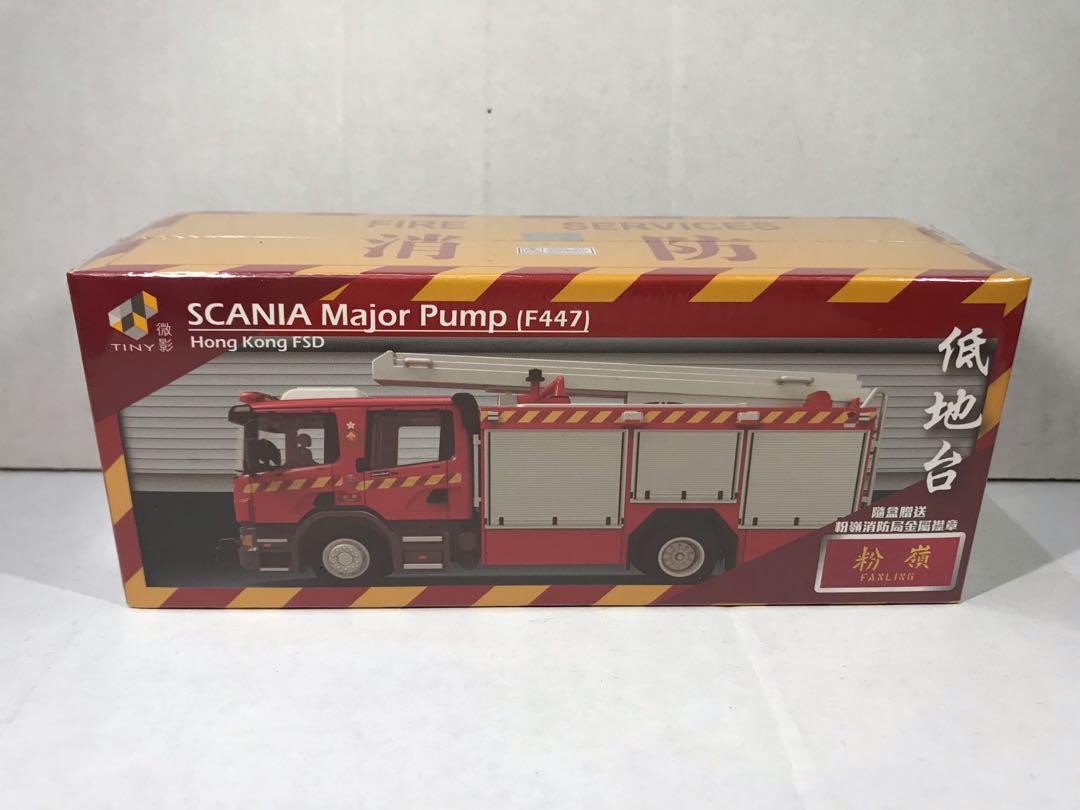 FIRE SERVICES
消 防
TINY 微影
SCANIA Major Pump (F447)
Hong Kong FSD
低地台
隨盒贈送
粉嶺消防局金屬襟章
粉嶺
FANLING